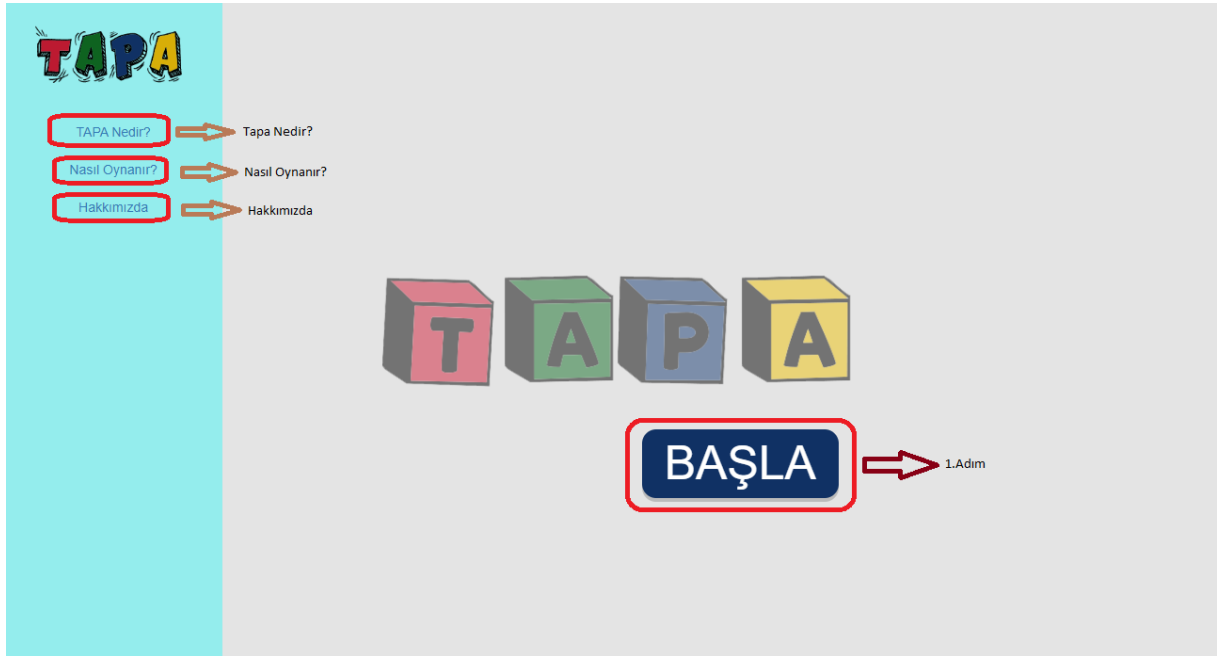 TAPA
TAPA Nedir?
Tapa Nedir?
Nasıl Oynanır?
Nasıl Oynanır?
Hakkımızda
Hakkımızda
TAPA
BAŞLA
1.Adım